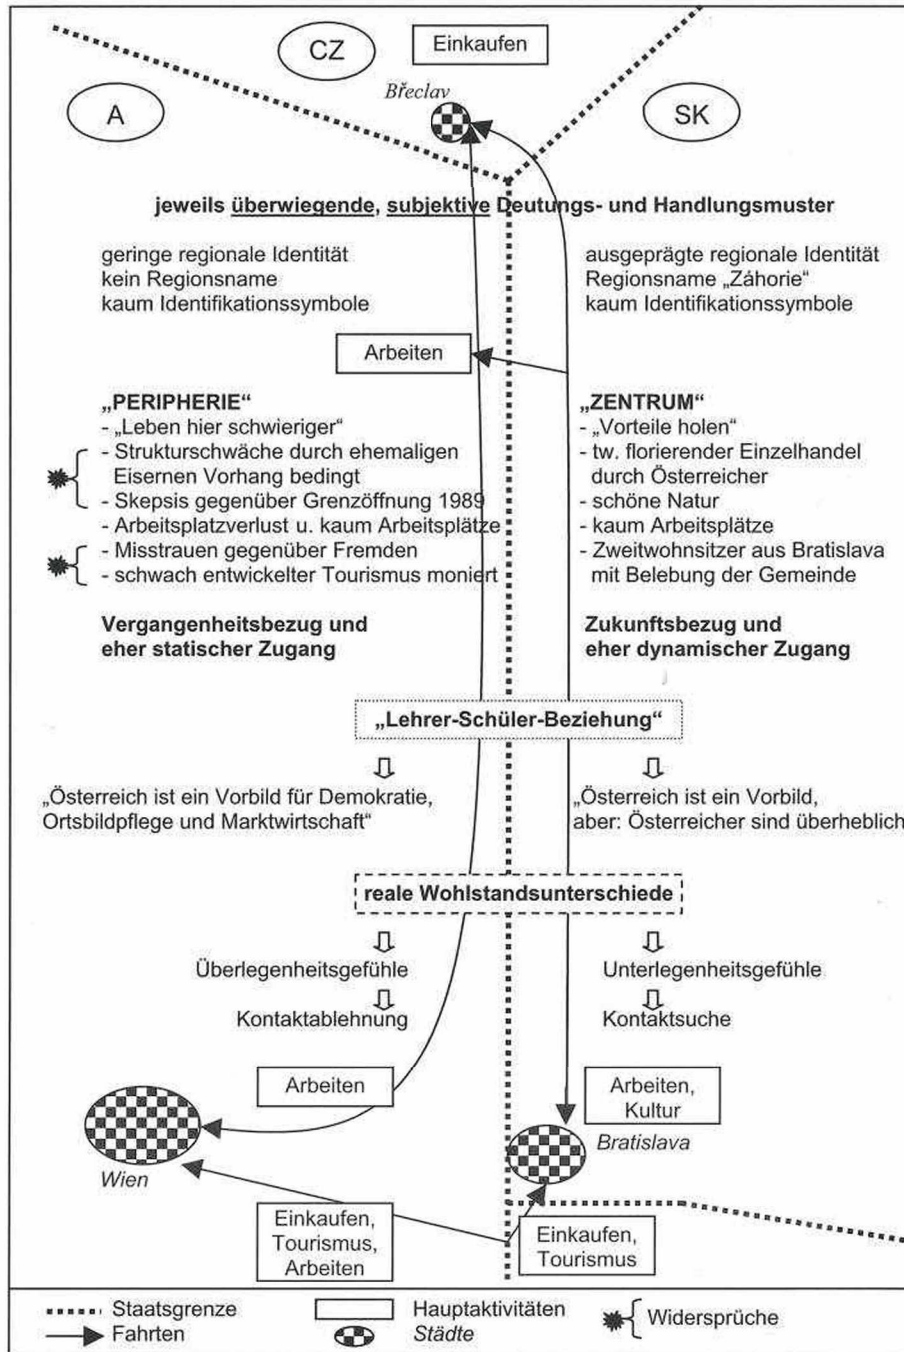 CZ
Einkaufen
Břeclav
A
SK
jeweils überwiegende, subjektive Deutungs- und Handlungsmuster
geringe regionale Identität
kein Regionsname
kaum Identifikationssymbole
ausgeprägte regionale Identität
Regionsname „Záhorie“
kaum Identifikationssymbole
Arbeiten
„PERIPHERIE“
- „Leben hier schwieriger“
- Strukturschwäche durch ehemaligen
Eisernen Vorhang bedingt
- Skepsis gegenüber Grenzöffnung 1989
- Arbeitsplatzverlust u. kaum Arbeitsplätze
- Misstrauen gegenüber Fremden
- schwach entwickelter Tourismus moniert
„ZENTRUM“
- „Vorteile holen“
- tw. florierender Einzelhandel
durch Österreicher
- schöne Natur
- kaum Arbeitsplätze
- Zweitwohnsitzer aus Bratislava
mit Belebung der Gemeinde
Vergangenheitsbezug und
eher statischer Zugang
Zukunftsbezug und
eher dynamischer Zugang
„Lehrer-Schüler-Beziehung“
„Österreich ist ein Vorbild für Demokratie,
Ortsbildpflege und Marktwirtschaft“
„Österreich ist ein Vorbild,
aber: Österreicher sind überheblich
reale Wohlstandsunterschiede
Überlegenheitsgefühle
Kontaktablehnung
Unterlegenheitsgefühle
Kontaktsuche
Arbeiten
Arbeiten,
Kultur
Wien
Bratislava
Einkaufen,
Tourismus,
Arbeiten
Einkaufen,
Tourismus
Staatsgrenze
Fahrten
Hauptaktivitäten
Städte
Widersprüche